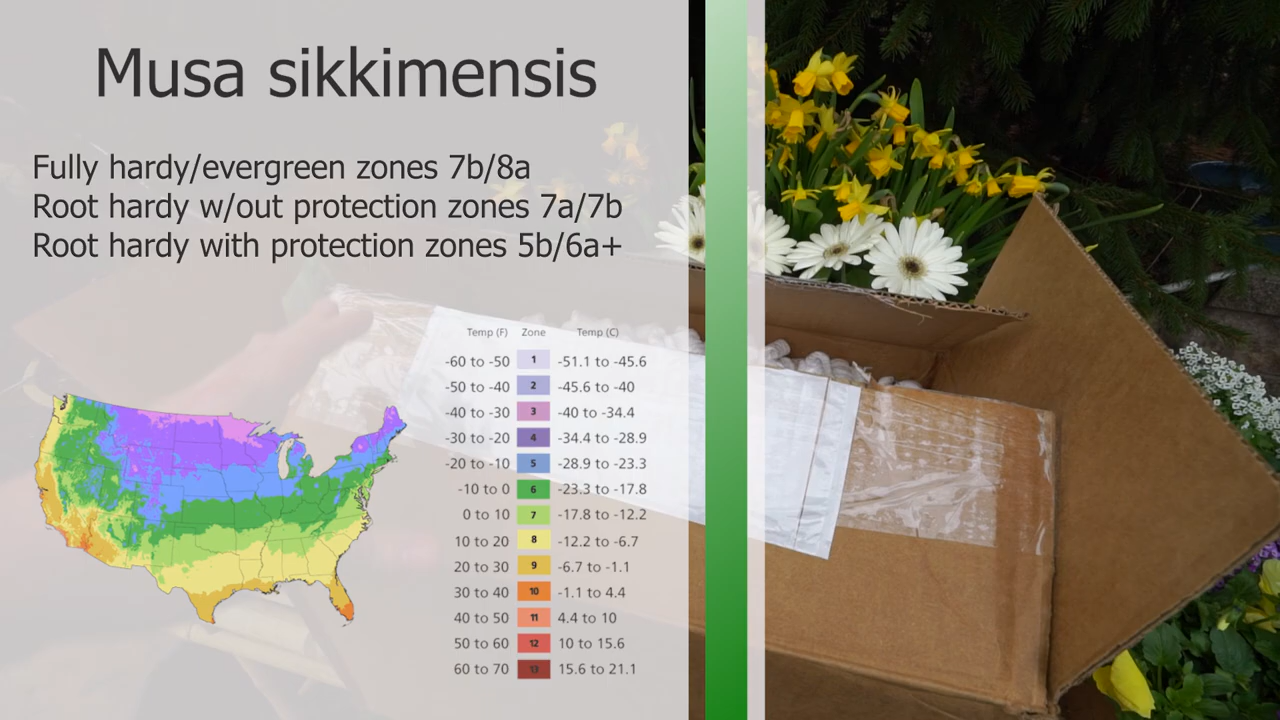 Musa sikkimensis
Fully hardy/evergreen zones 7b/8a
Root hardy w/out protection zones 7a/7b
Root hardy with protection zones 5b/6a+
Temp (F) Zone Temp (C)
-60 to -50 1 -51.1 to -45.6
-50 to -40 2 -45.6 to -40
-40 to -30 3 -40 to -34.4
-30 to -20 4 -34.4 to -28.9
-20 to -10 5 -28.9 to -23.3
-10 to 0 6 -23.3 to -17.8
0 to 10 7 -17.8 to -12.2
10 to 20 8 -12.2 to -6.7
20 to 30 9 -6.7 to -1.1
30 to 40 10 -1.1 to 4.4
40 to 50 11 4.4 to 10
50 to 60 12 10 to 15.6
60 to 70 13 15.6 to 21.1